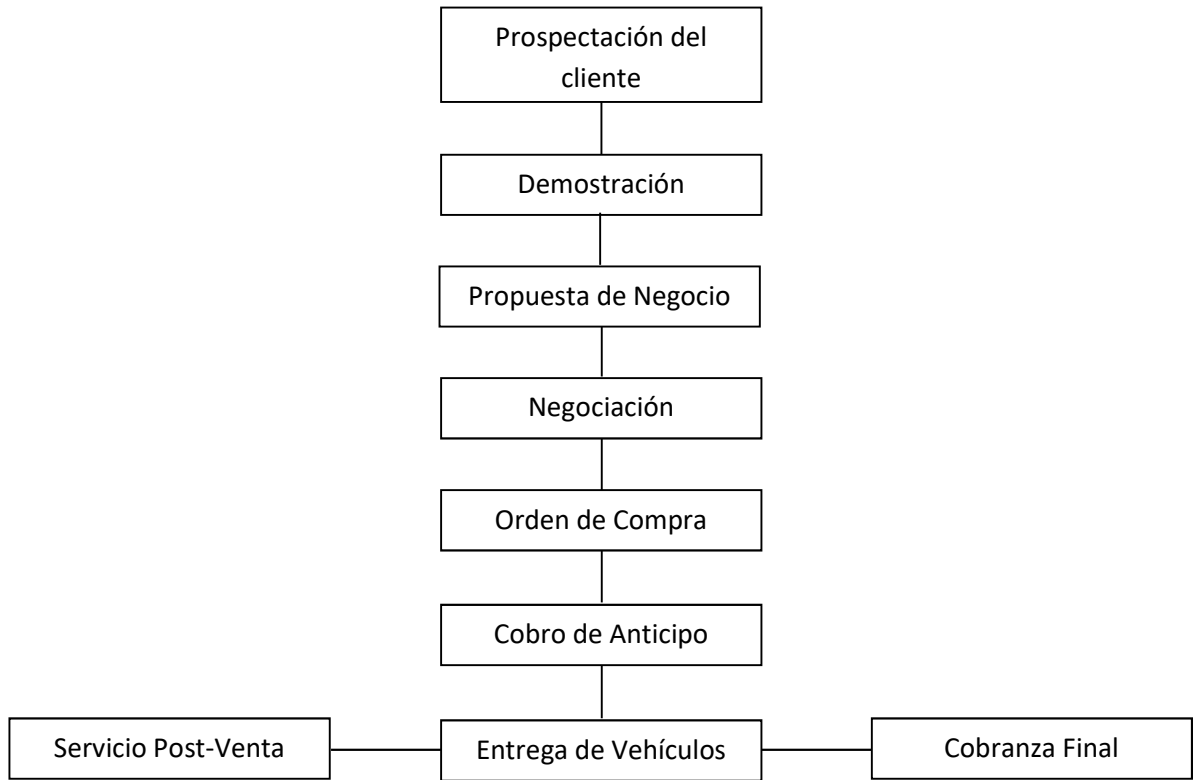 Prospectación del
cliente
Demostración
Propuesta de Negocio
Negociación
Orden de Compra
Cobro de Anticipo
Servicio Post-Venta
Entrega de Vehículos
Cobranza Final